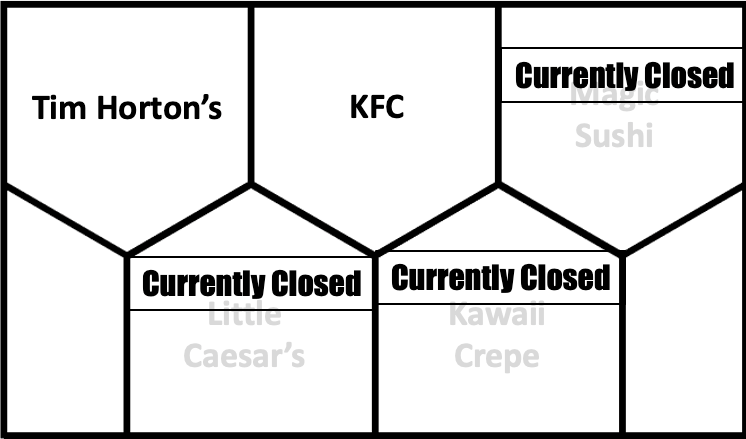 Tim Horton’s
KFC
Currently Closed
Magic
Sushi
Currently Closed
Little
Caesar’s
Currently Closed
Kawaii
Crepe